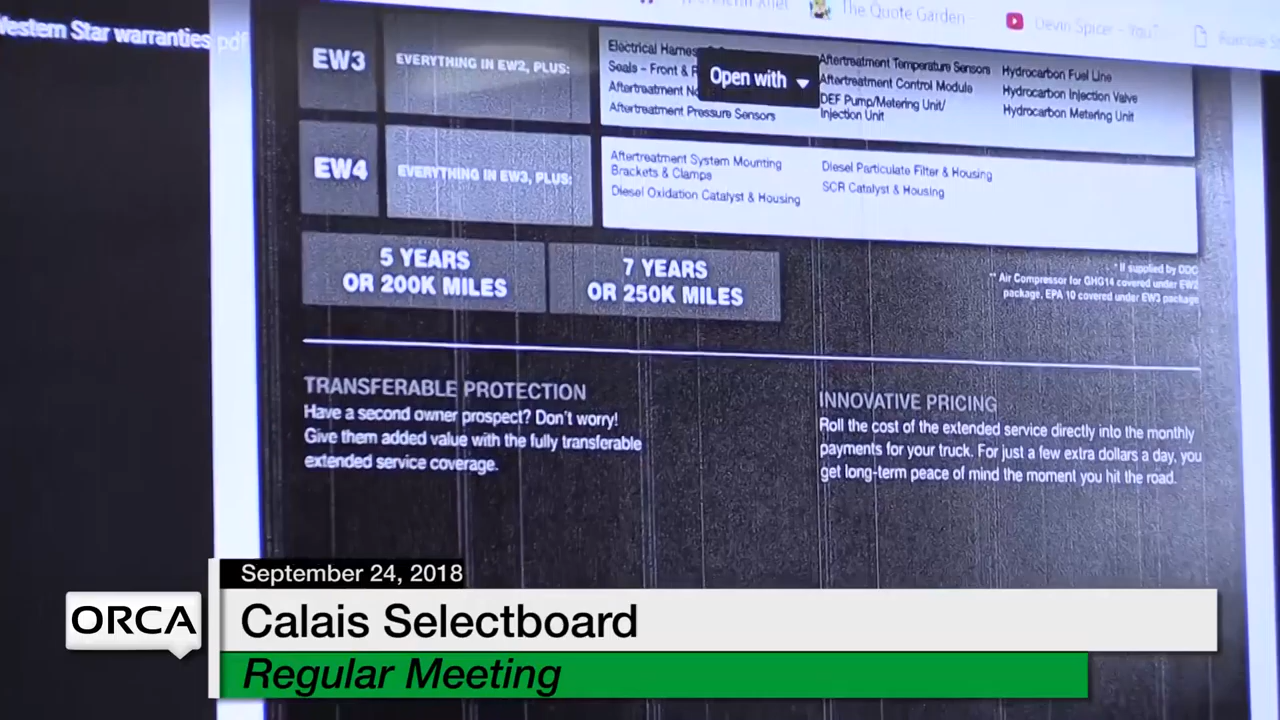 The Quote Garden -
Devin Spicer - YouT
Western Star warranties.pdf
Open with
EW3
EVERYTHING IN EW2, PLUS:
Electrical Harnes
Seals – Front & R
Aftertreatment No
Aftertreatment Pressure Sensors
Aftertreatment Temperature Sensors
Aftertreatment Control Module
DEF Pump/Metering Unit/
Injection Unit
Hydrocarbon Fuel Line
Hydrocarbon Injection Valve
Hydrocarbon Metering Unit
EW4
EVERYTHING IN EW3, PLUS:
Aftertreatment System Mounting
Brackets & Clamps
Diesel Oxidation Catalyst & Housing
Diesel Particulate Filter & Housing
SCR Catalyst & Housing
5 YEARS
OR 200K MILES
7 YEARS
OR 250K MILES
* If supplied by DDC
** Air Compressor for GHG14 covered under EW2
package, EPA 10 covered under EW3 package
TRANSFERABLE PROTECTION
Have a second owner prospect? Don't worry!
Give them added value with the fully transferable
extended service coverage.
INNOVATIVE PRICING
Roll the cost of the extended service directly into the monthly
payments for your truck. For just a few extra dollars a day, you
get long-term peace of mind the moment you hit the road.
September 24, 2018
ORCA
Calais Selectboard
Regular Meeting